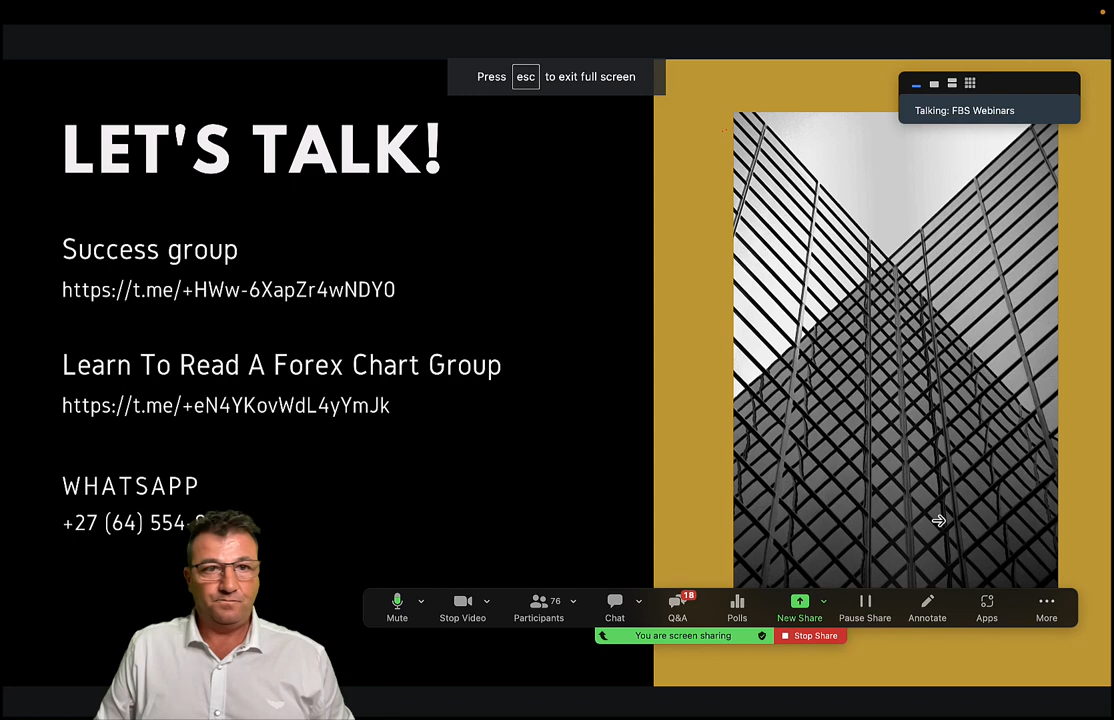 Press esc to exit full screen
Talking: FBS Webinars
LET'S TALK!
Success group
https://t.me/+HWw-6XapZr4wNDY0
Learn To Read A Forex Chart Group
https://t.me/+eN4YKovWdL4yYmJk
WHATSAPP
+27 (64) 554-
76
18
Mute
Stop Video
Participants
Chat
Q&A
Polls
New Share
Pause Share
Annotate
Apps
More
You are screen sharing
Stop Share